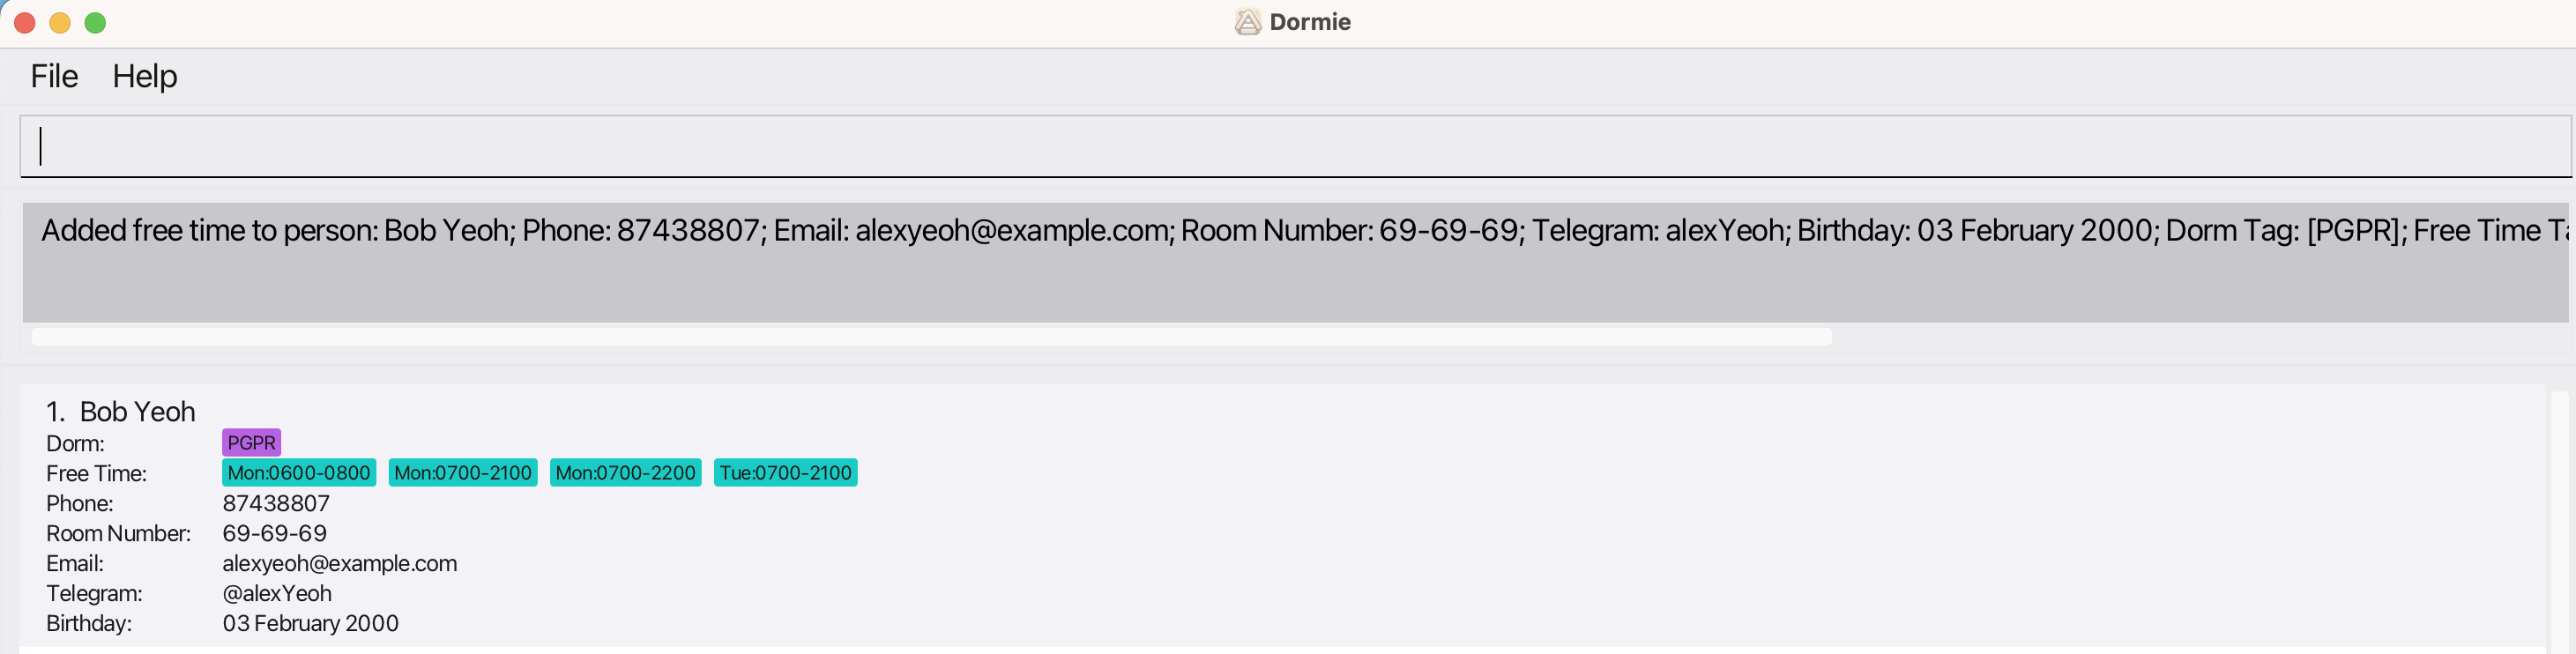 Dormie
File Help
Added free time to person: Bob Yeoh; Phone: 87438807; Email: alexyeoh@example.com; Room Number: 69-69-69; Telegram: alexYeoh; Birthday: 03 February 2000; Dorm Tag: [PGPR]; Free Time
1. Bob Yeoh
Dorm: PGPR
Free Time: Mon:0600-0800 Mon:0700-2100 Mon:0700-2200 Tue:0700-2100
Phone: 87438807
Room Number: 69-69-69
Email: alexyeoh@example.com
Telegram: @alexYeoh
Birthday: 03 February 2000